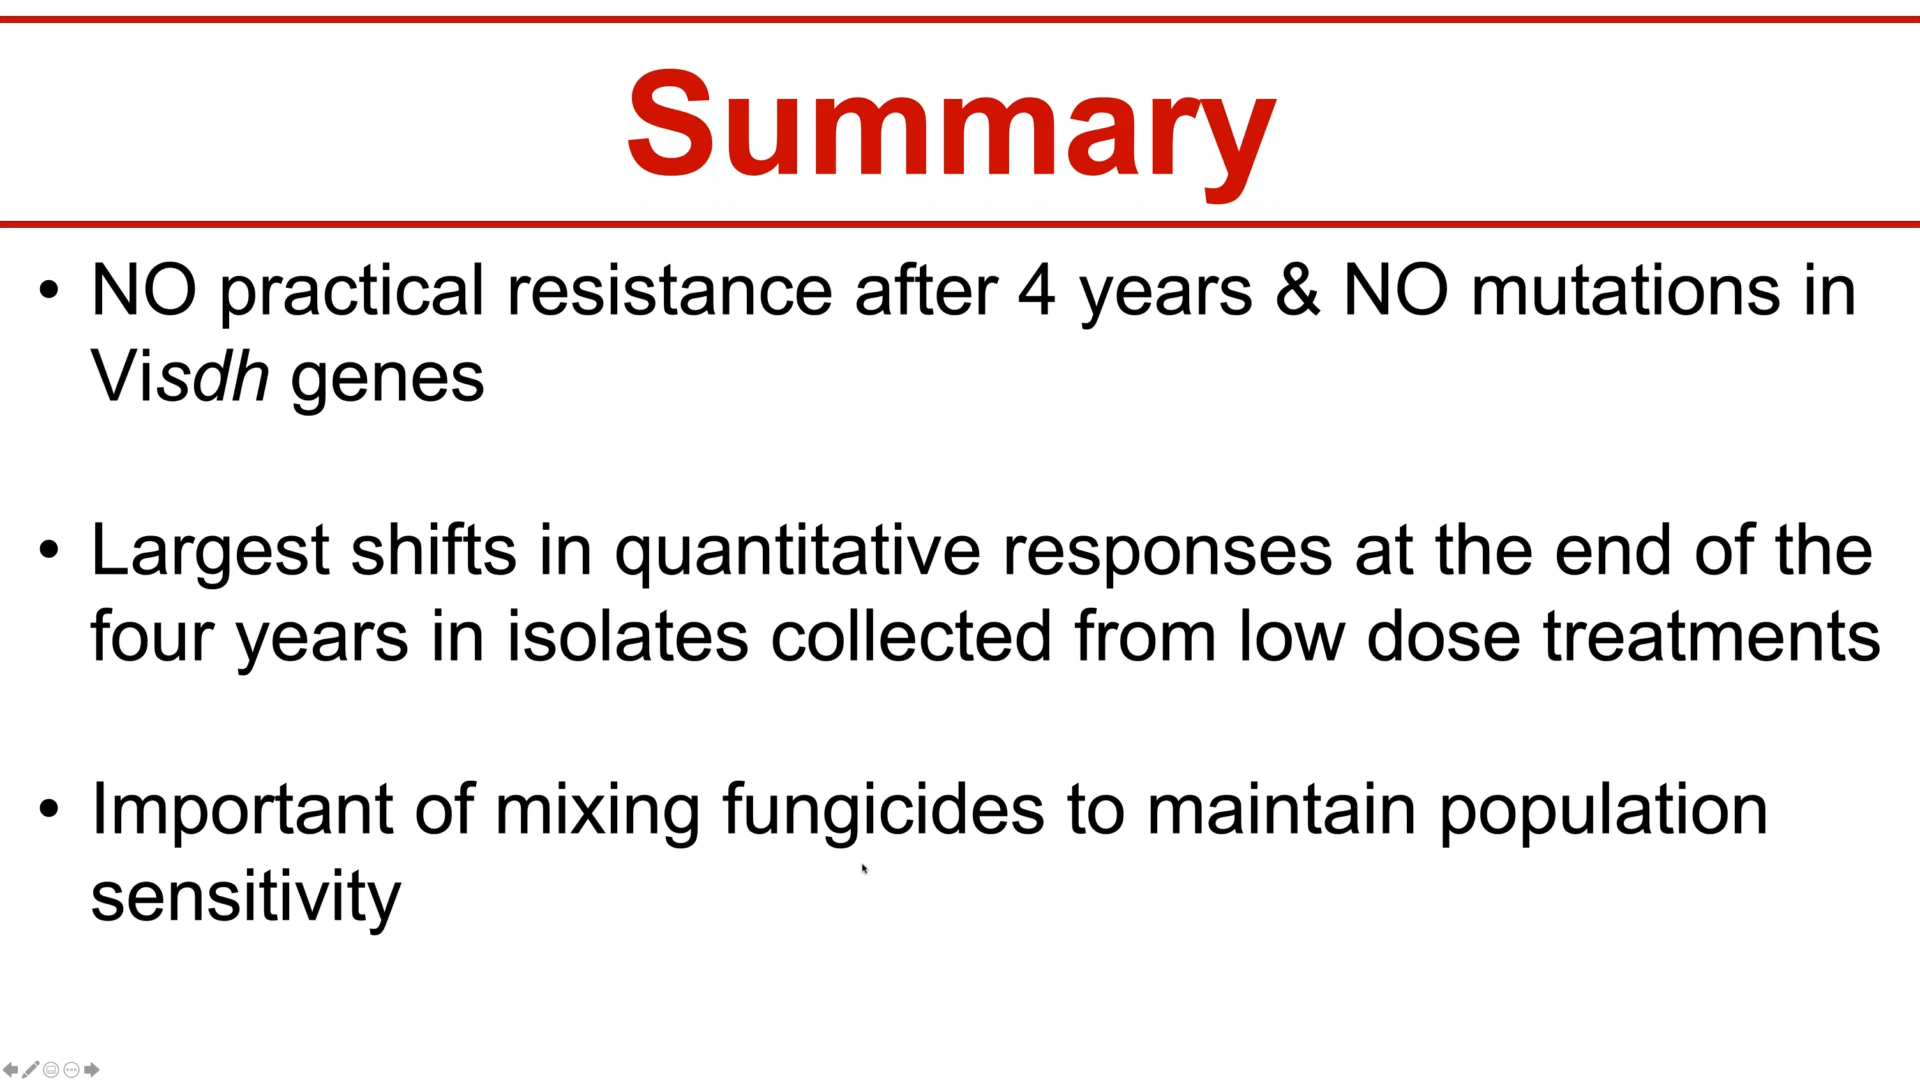 Summary
• NO practical resistance after 4 years & NO mutations in
Visdh genes
• Largest shifts in quantitative responses at the end of the
four years in isolates collected from low dose treatments
• Important of mixing fungicides to maintain population
sensitivity